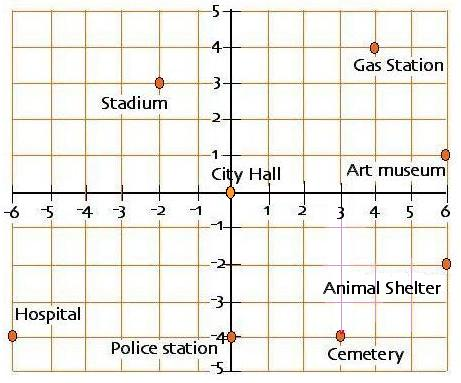 5
4
Gas Station
3
Stadium
2
1
City Hall
Art museum
-6 -5 -4 -3 -2 -1 1 2 3 4 5 6
-1
-2
Animal Shelter
-3
Hospital
-4
Police station
Cemetery
-5